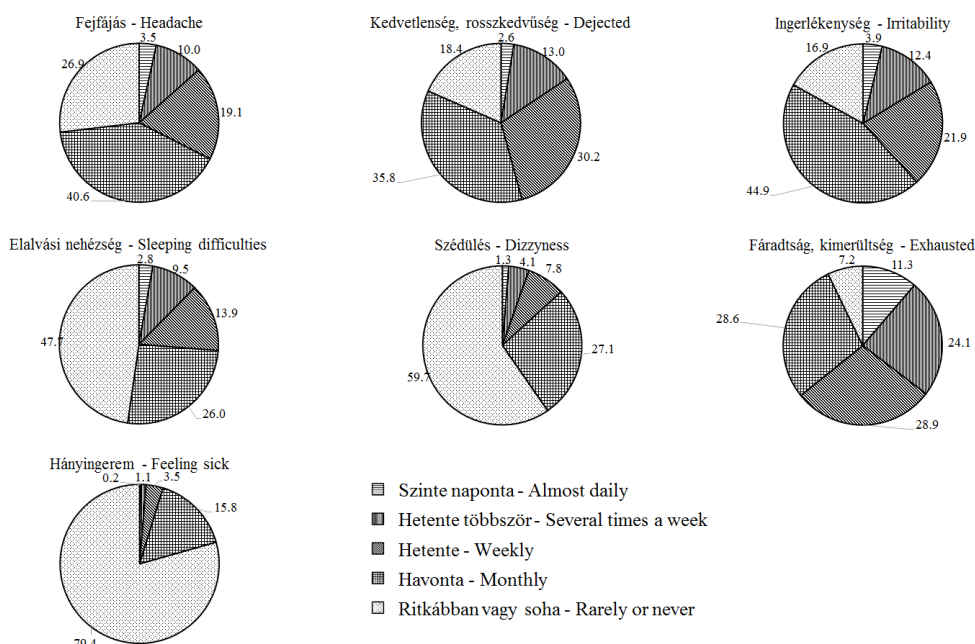 Fejfájás - Headache
3.5
10.0
19.1
40.6
26.9
Kedvetlenség, rosszkedvűség - Dejected
2.6
13.0
30.2
35.8
18.4
Ingerlékenység - Irritability
3.9
12.4
21.9
44.9
16.9
Elalvási nehézség - Sleeping difficulties
2.8
9.5
13.9
26.0
47.7
Szédülés - Dizzyness
1.3
4.1
7.8
27.1
59.7
Fáradtság, kimerültség - Exhausted
11.3
24.1
28.9
28.6
7.2
Hányingerem - Feeling sick
0.2
1.1
3.5
15.8
79.4
Szinte naponta - Almost daily
Hetente többször - Several times a week
Hetente - Weekly
Havonta - Monthly
Ritkábban vagy soha - Rarely or never